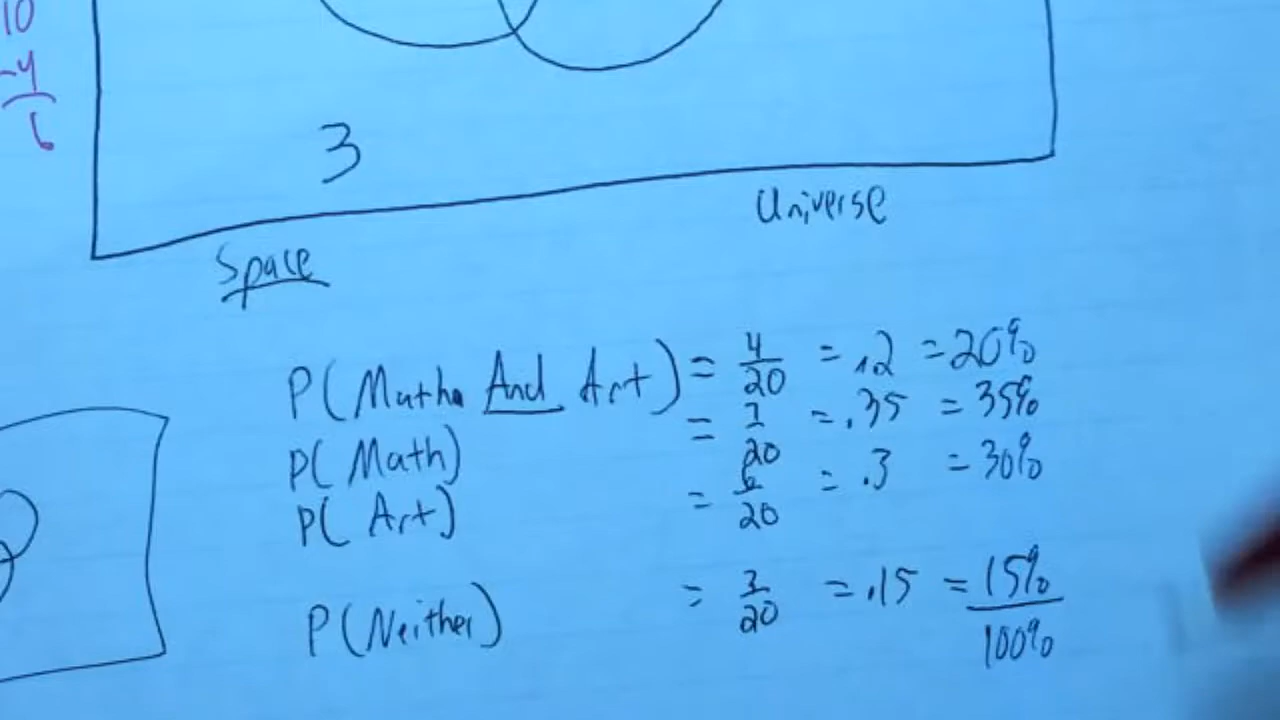 10
-4
6
3
Universe
Space
P(Math And Art) = 4/20 = .2 = 20%
P(Math) = 7/20 = .35 = 35%
P(Art) = 6/20 = .3 = 30%
P(Neither) = 3/20 = .15 = 15%
100%